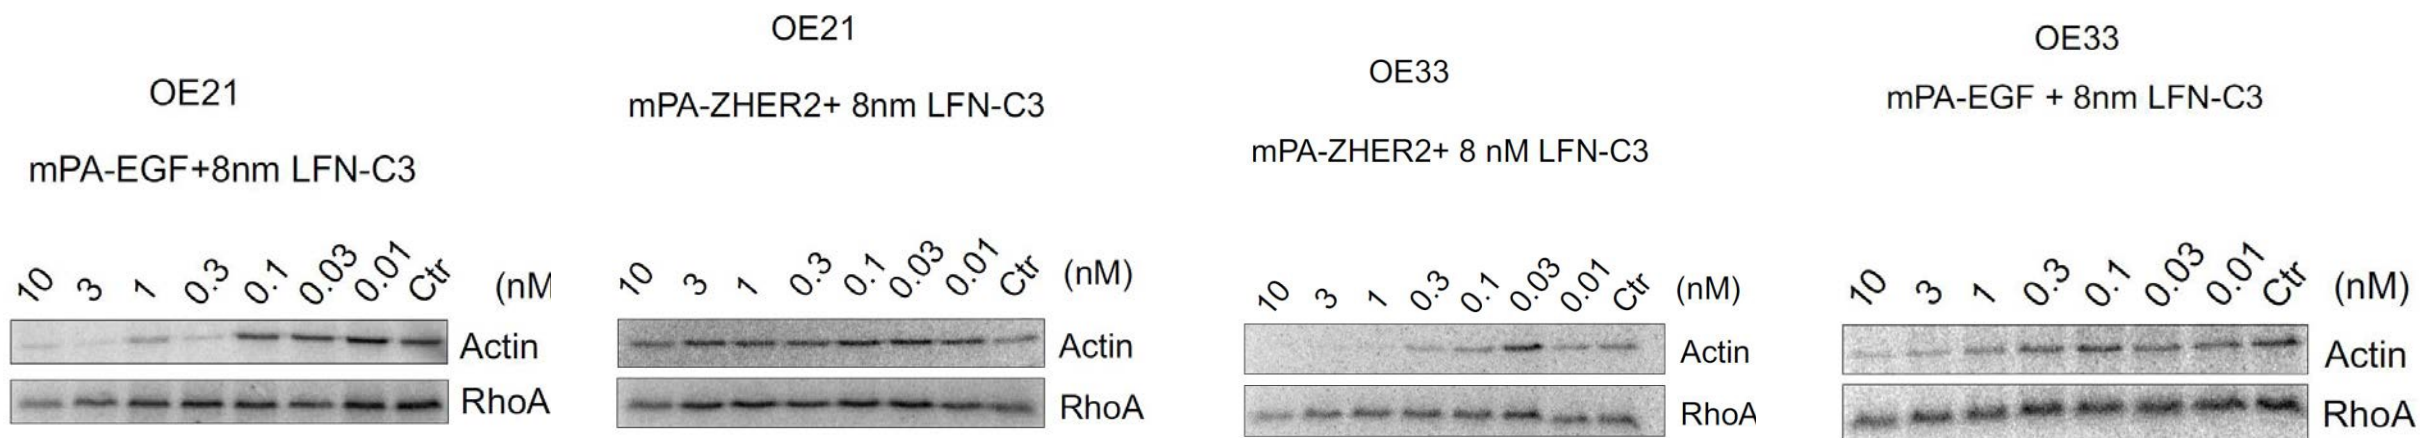 OE21
mPA-EGF+8nm LFN-C3
10 3 1 0.3 0.1 0.03 0.01 Ctr (nM
Actin
RhoA
OE21
mPA-ZHER2+ 8nm LFN-C3
10 3 1 0.3 0.1 0.03 0.01 Ctr (nM)
Actin
RhoA
OE33
mPA-ZHER2+ 8 nM LFN-C3
10 3 1 0.3 0.1 0.03 0.01 Ctr (nM)
Actin
RhoA
OE33
mPA-EGF + 8nm LFN-C3
10 3 1 0.3 0.1 0.03 0.01 Ctr (nM)
Actin
RhoA